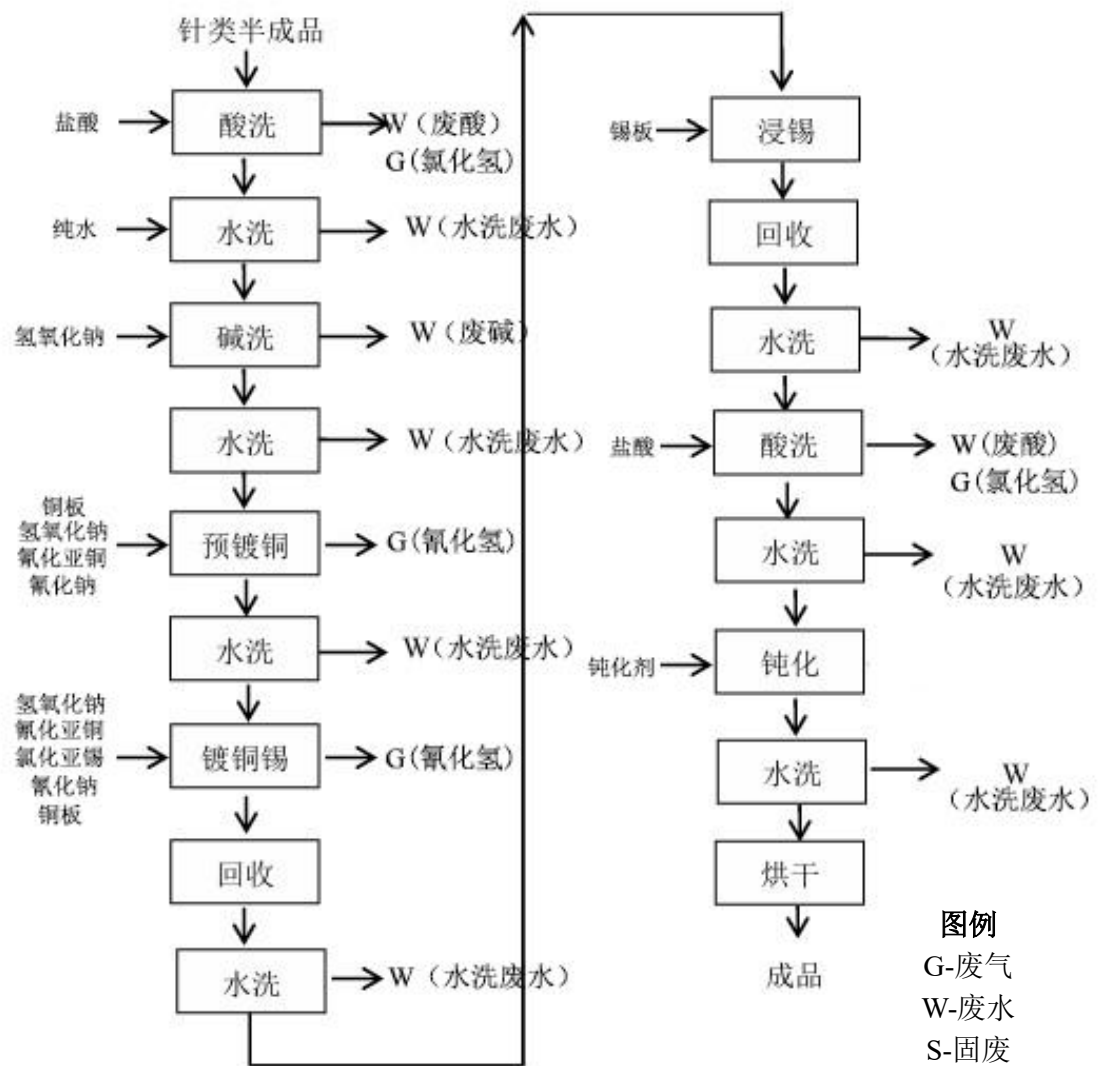 针类半成品
盐酸
酸洗
W（废酸）
G(氯化氢)
纯水
水洗
W（水洗废水）
氢氧化钠
碱洗
W（废碱）
水洗
W(水洗废水)
铜板
氢氧化钠
氰化亚铜
氰化钠
预镀铜
G(氰化氢)
水洗
W(水洗废水)
氢氧化钠
氰化亚铜
氯化亚锡
氰化钠
铜板
镀铜锡
G(氰化氢)
回收
水洗
W（水洗废水）
锡板
浸锡
回收
水洗
W
（水洗废水）
盐酸
酸洗
W(废酸)
G(氯化氢)
水洗
W
（水洗废水）
钝化剂
钝化
水洗
W
（水洗废水）
烘干
成品
图例
G-废气
W-废水
S-固废